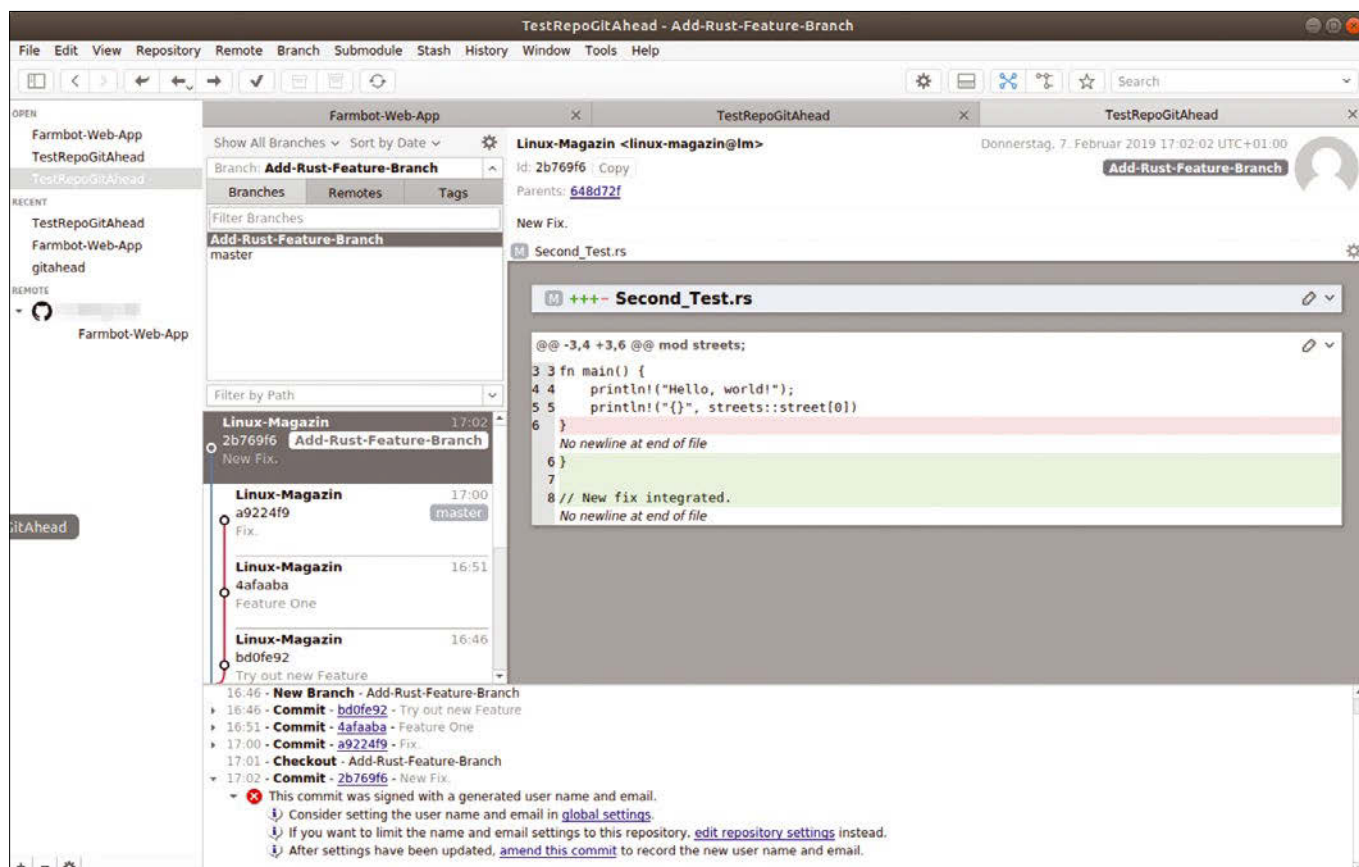 TestRepoGitAhead - Add-Rust-Feature-Branch
File Edit View Repository Remote Branch Submodule Stash History Window Tools Help
Search
OPEN
Farmbot-Web-App
TestRepoGitAhead
TestRepoGitAhead
RECENT
TestRepoGitAhead
Farmbot-Web-App
gitahead
REMOTE
Farmbot-Web-App
itAhead
Farmbot-Web-App
TestRepoGitAhead
TestRepoGitAhead
Show All Branches Sort by Date
Branch: Add-Rust-Feature-Branch
Branches Remotes Tags
Filter Branches
Add-Rust-Feature-Branch
master
Filter by Path
Linux-Magazin 17:02
2b769f6 Add-Rust-Feature-Branch
New Fix.
Linux-Magazin 17:00
a9224f9 master
Fix.
Linux-Magazin 16:51
4afaaba
Feature One
Linux-Magazin 16:46
bd0fe92
Try out new Feature
Linux-Magazin <linux-magazin@lm> Donnerstag, 7. Februar 2019 17:02:02 UTC+01:00
Id: 2b769f6 Copy Add-Rust-Feature-Branch
Parents: 648d72f
New Fix.
M Second_Test.rs
M +++- Second_Test.rs
@@ -3,4 +3,6 @@ mod streets;
3 3 fn main() {
4 4 println!("Hello, world!");
5 5 println!("{}", streets::street[0])
6 }
No newline at end of file
6 }
7
8 // New fix integrated.
No newline at end of file
16:46 - New Branch - Add-Rust-Feature-Branch
16:46 - Commit - bd0fe92 - Try out new Feature
16:51 - Commit - 4afaaba - Feature One
17:00 - Commit - a9224f9 - Fix.
17:01 - Checkout - Add-Rust-Feature-Branch
17:02 - Commit - 2b769f6 - New Fix.
This commit was signed with a generated user name and email.
Consider setting the user name and email in global settings.
If you want to limit the name and email settings to this repository, edit repository settings instead.
After settings have been updated, amend this commit to record the new user name and email.